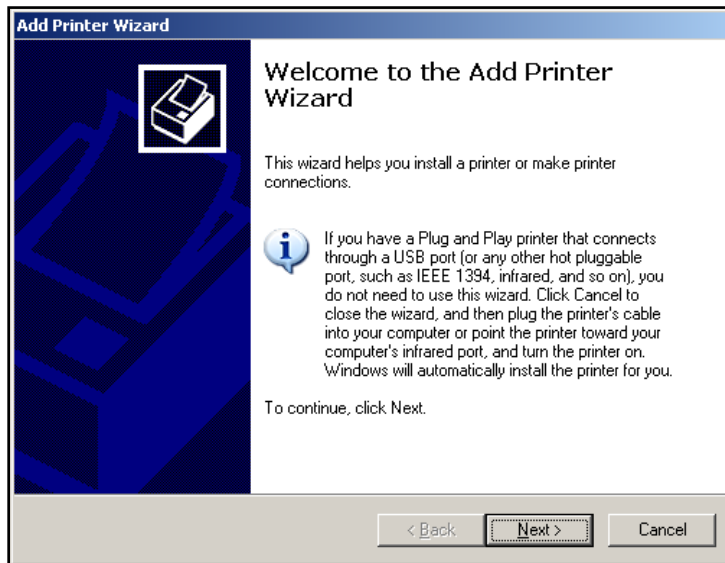 Add Printer Wizard
Welcome to the Add Printer
Wizard
This wizard helps you install a printer or make printer
connections.
If you have a Plug and Play printer that connects
through a USB port (or any other hot pluggable
port, such as IEEE 1394, infrared, and so on), you
do not need to use this wizard. Click Cancel to
close the wizard, and then plug the printer's cable
into your computer or point the printer toward your
computer's infrared port, and turn the printer on.
Windows will automatically install the printer for you.
To continue, click Next.
< Back Next > Cancel